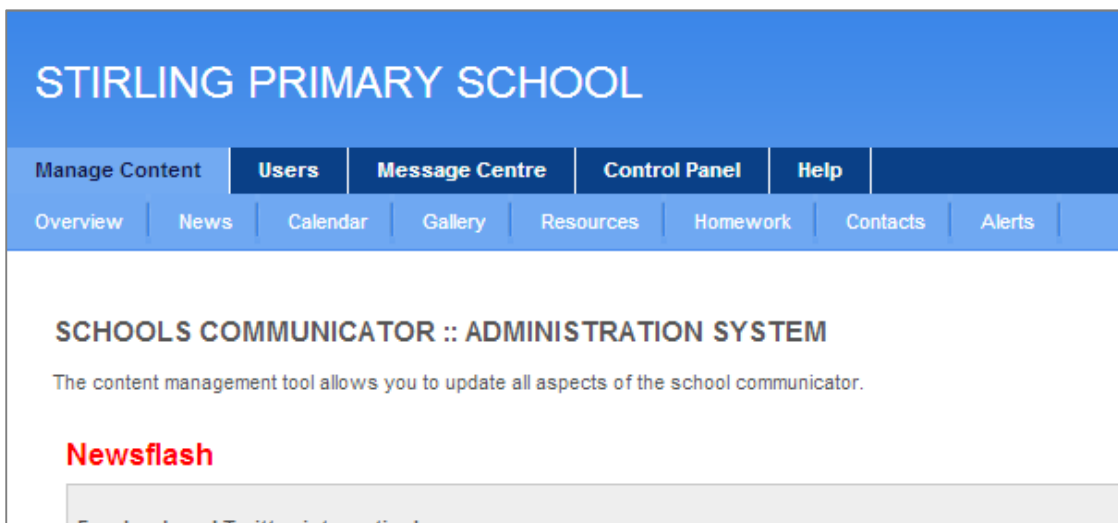 STIRLING PRIMARY SCHOOL
Manage Content Users Message Centre Control Panel Help
Overview News Calendar Gallery Resources Homework Contacts Alerts
SCHOOLS COMMUNICATOR :: ADMINISTRATION SYSTEM
The content management tool allows you to update all aspects of the school communicator.
Newsflash